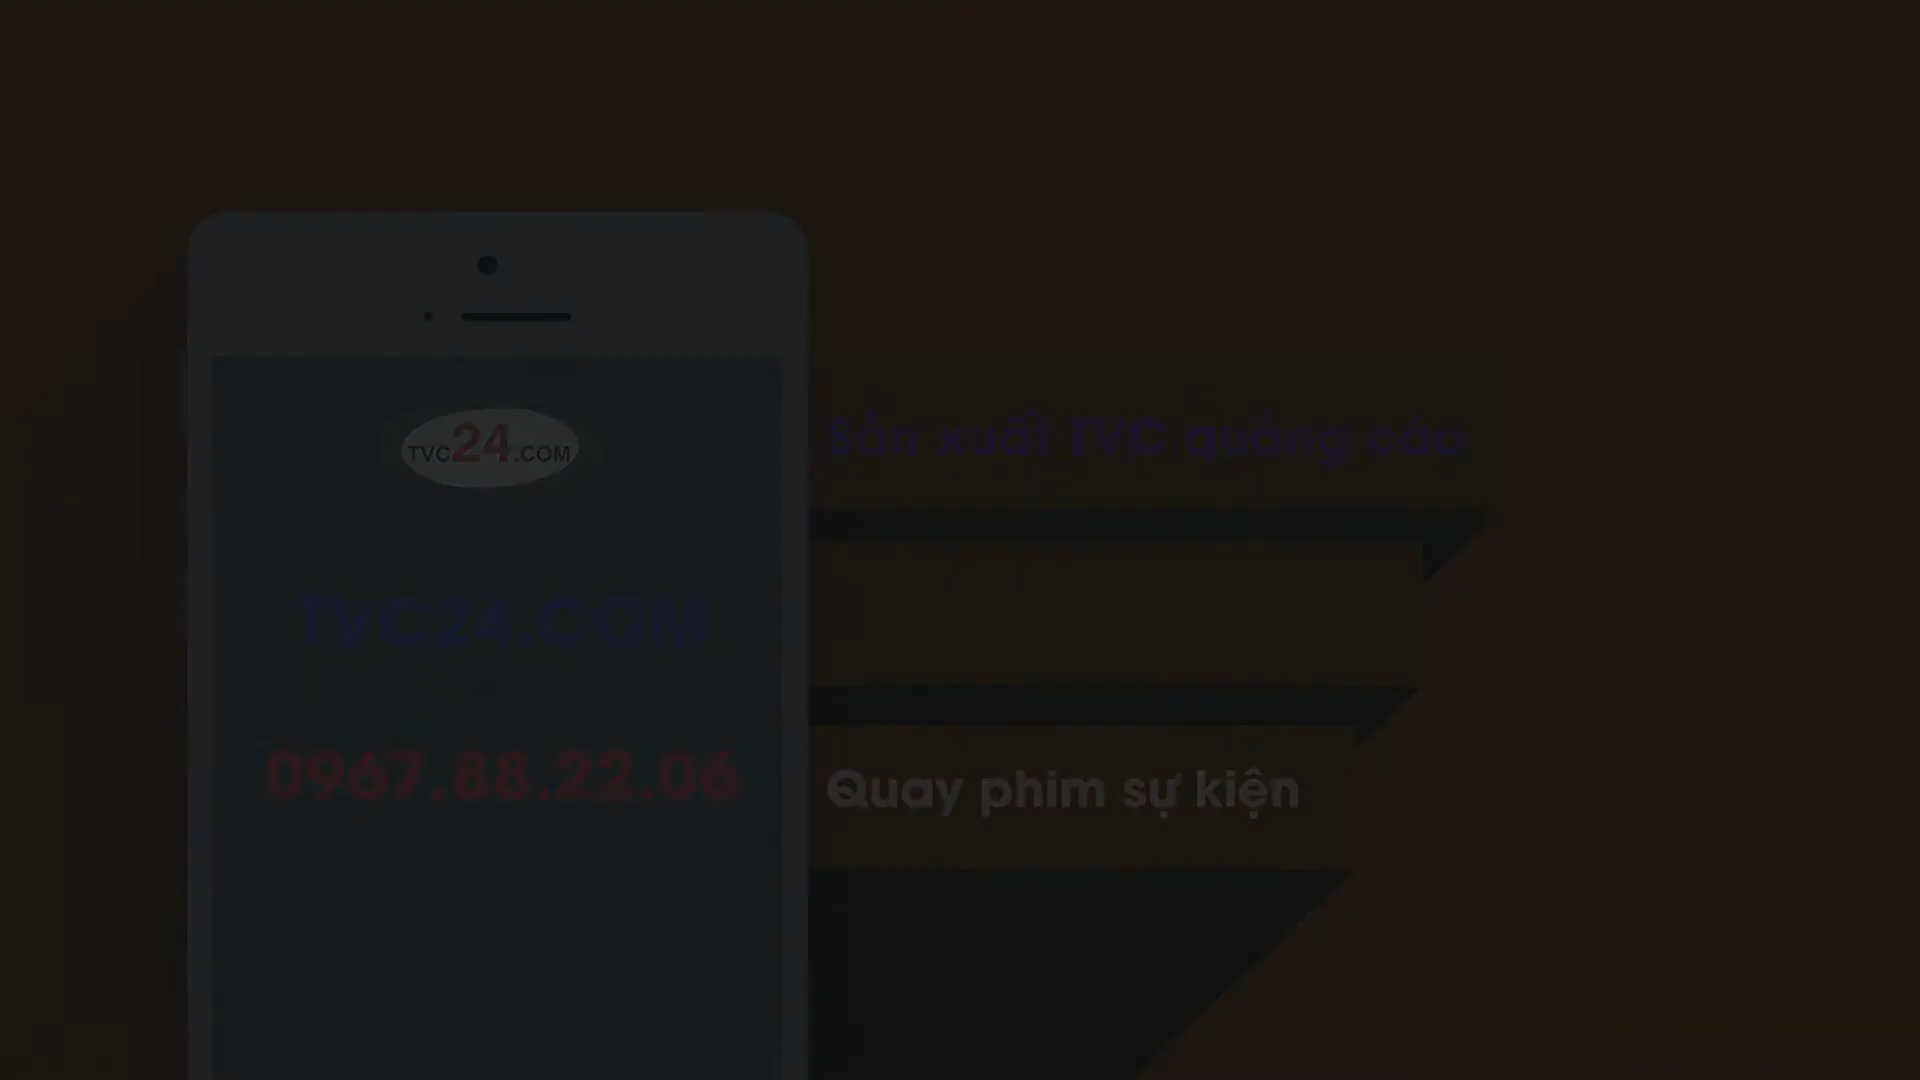 TVC24.COM
Sản xuất TVC quảng cáo
TVC24.COM
0967.88.22.06
Quay phim sự kiện